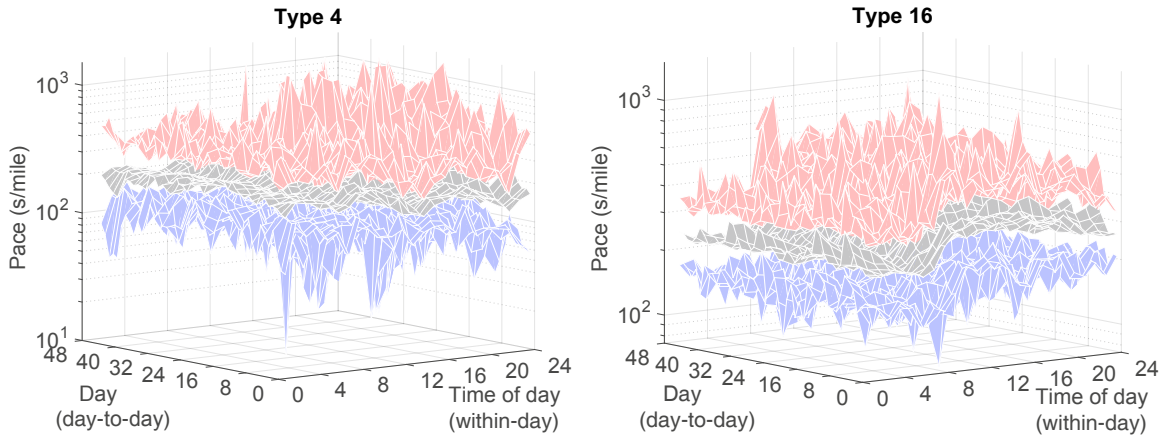 Type 4
Pace (s/mile)
10³
10²
10¹
48
40
32
24
16
8
0
0
4
8
12
16
20
24
Day
(day-to-day)
Time of day
(within-day)
Type 16
Pace (s/mile)
10³
10²
48
40
32
24
16
8
0
0
4
8
12
16
20
24
Day
(day-to-day)
Time of day
(within-day)